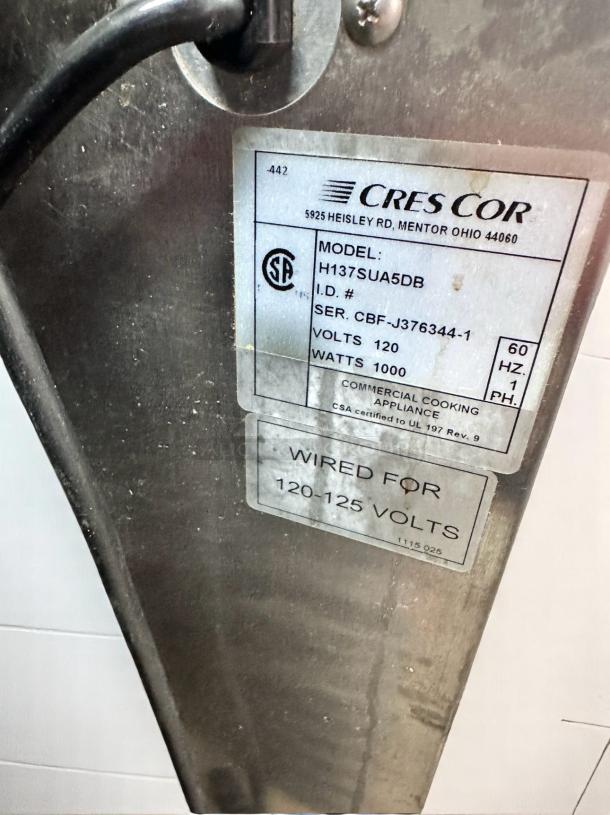 -442
CRES COR
5925 HEISLEY RD, MENTOR OHIO 44060
SA
MODEL:
H137SUA5DB
I.D. #
SER. CBF-J376344-1
VOLTS 120
WATTS 1000
60
HZ.
1
PH.
COMMERCIAL COOKING
APPLIANCE
CSA certified to UL 197 Rev. 9
WIRED FOR
120-125 VOLTS
1115 025